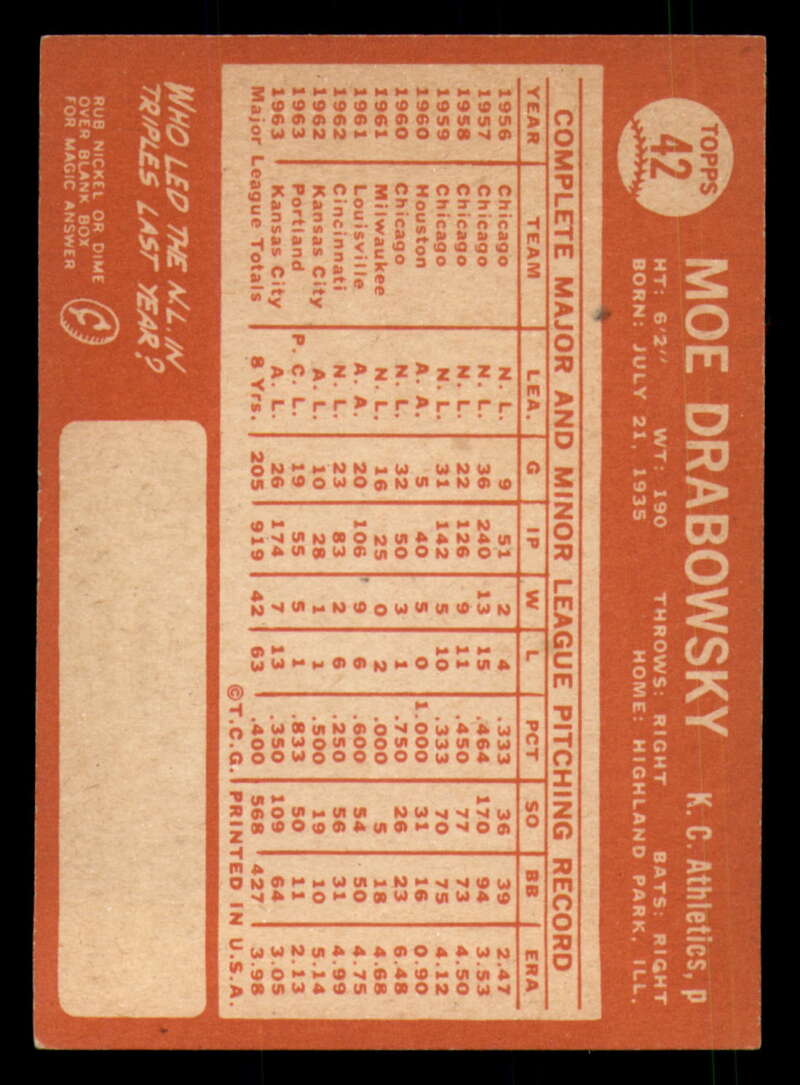 TOPPS
42
MOE DRABOWSKY K. C. Athletics, p
HT: 6'2" WT: 190 THROWS: RIGHT BATS: RIGHT
BORN: JULY 21, 1935 HOME: HIGHLAND PARK, ILL.
COMPLETE MAJOR AND MINOR LEAGUE PITCHING RECORD
YEAR TEAM LEA. G IP W L PCT SO BB ERA
1956 Chicago N. L. 9 51 2 4 .333 36 39 2.47
1957 Chicago N. L. 36 240 13 15 .464 170 94 3.53
1958 Chicago N. L. 22 126 9 11 .450 77 73 4.50
1959 Chicago N. L. 31 142 5 10 .333 70 75 4.12
1960 Houston A. A. 5 40 5 0 1.000 31 16 0.90
1960 Chicago N. L. 32 50 3 1 .750 26 23 6.48
1961 Milwaukee N. L. 16 25 0 2 .000 5 18 4.68
1961 Louisville A. A. 20 106 9 6 .600 54 50 4.75
1962 Cincinnati N. L. 23 83 2 6 .250 56 31 4.99
1962 Kansas City A. L. 10 28 1 1 .500 19 10 5.14
1963 Portland P. C. L. 19 55 5 1 .833 50 11 2.13
1963 Kansas City A. L. 26 174 7 13 .350 109 64 3.05
Major League Totals 8 Yrs. 205 919 42 63 .400 568 427 3.98
©T.C.G. PRINTED IN U.S.A.
WHO LED THE N.L. IN
TRIPLES LAST YEAR?
RUB NICKEL OR DIME
OVER BLANK BOX
FOR MAGIC ANSWER